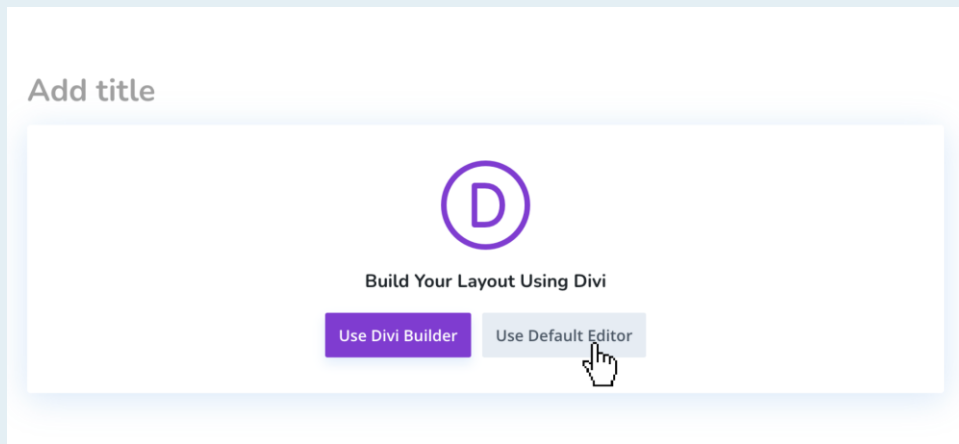 Add title
D
Build Your Layout Using Divi
Use Divi Builder
Use Default Editor